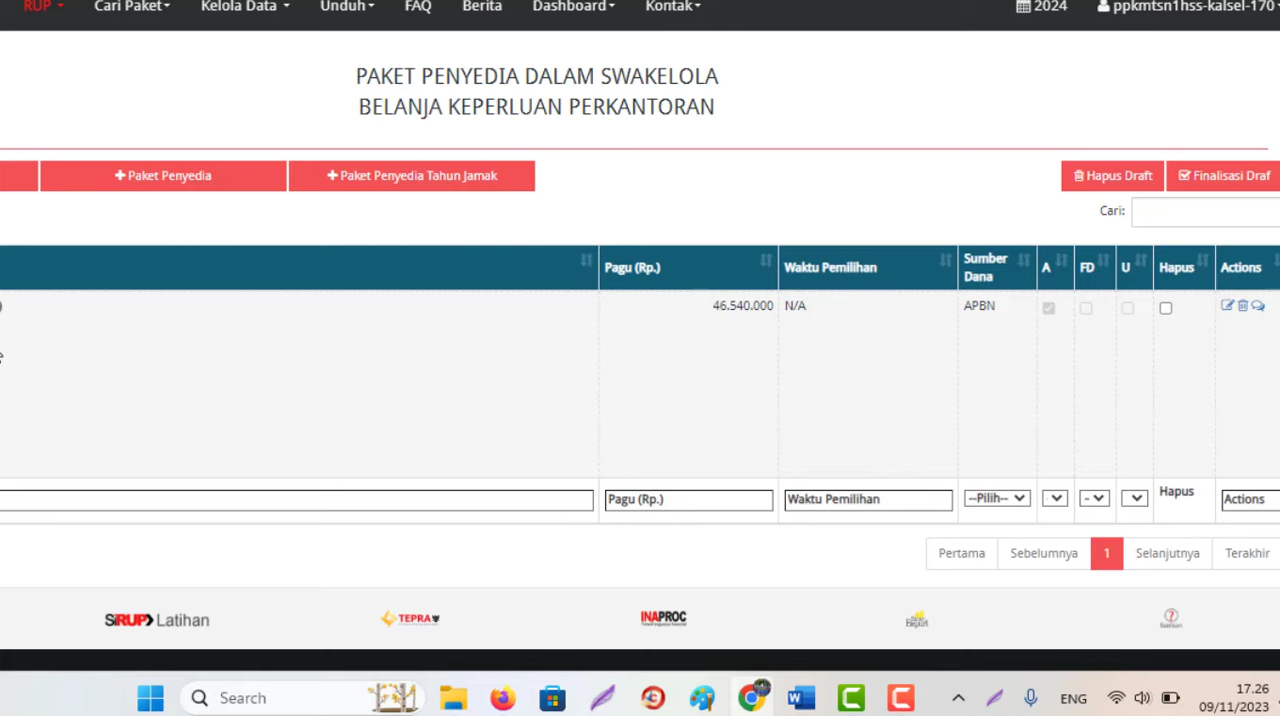 RUP Cari Paket Kelola Data Unduh FAQ Berita Dashboard Kontak 2024 ppkmtsn1hss-kalsel-170
PAKET PENYEDIA DALAM SWAKELOLA
BELANJA KEPERLUAN PERKANTORAN
Paket Penyedia Paket Penyedia Tahun Jamak Hapus Draft Finalisasi Draf
Cari:
Pagu (Rp.) Waktu Pemilihan Sumber Dana A FD U Hapus Actions
46.540.000 N/A APBN
Pagu (Rp.) Waktu Pemilihan --Pilih-- - Hapus Actions
Pertama Sebelumnya 1 Selanjutnya Terakhir
SiRUP Latihan TEPRA INAPROC
Search ENG 17.26
09/11/2023